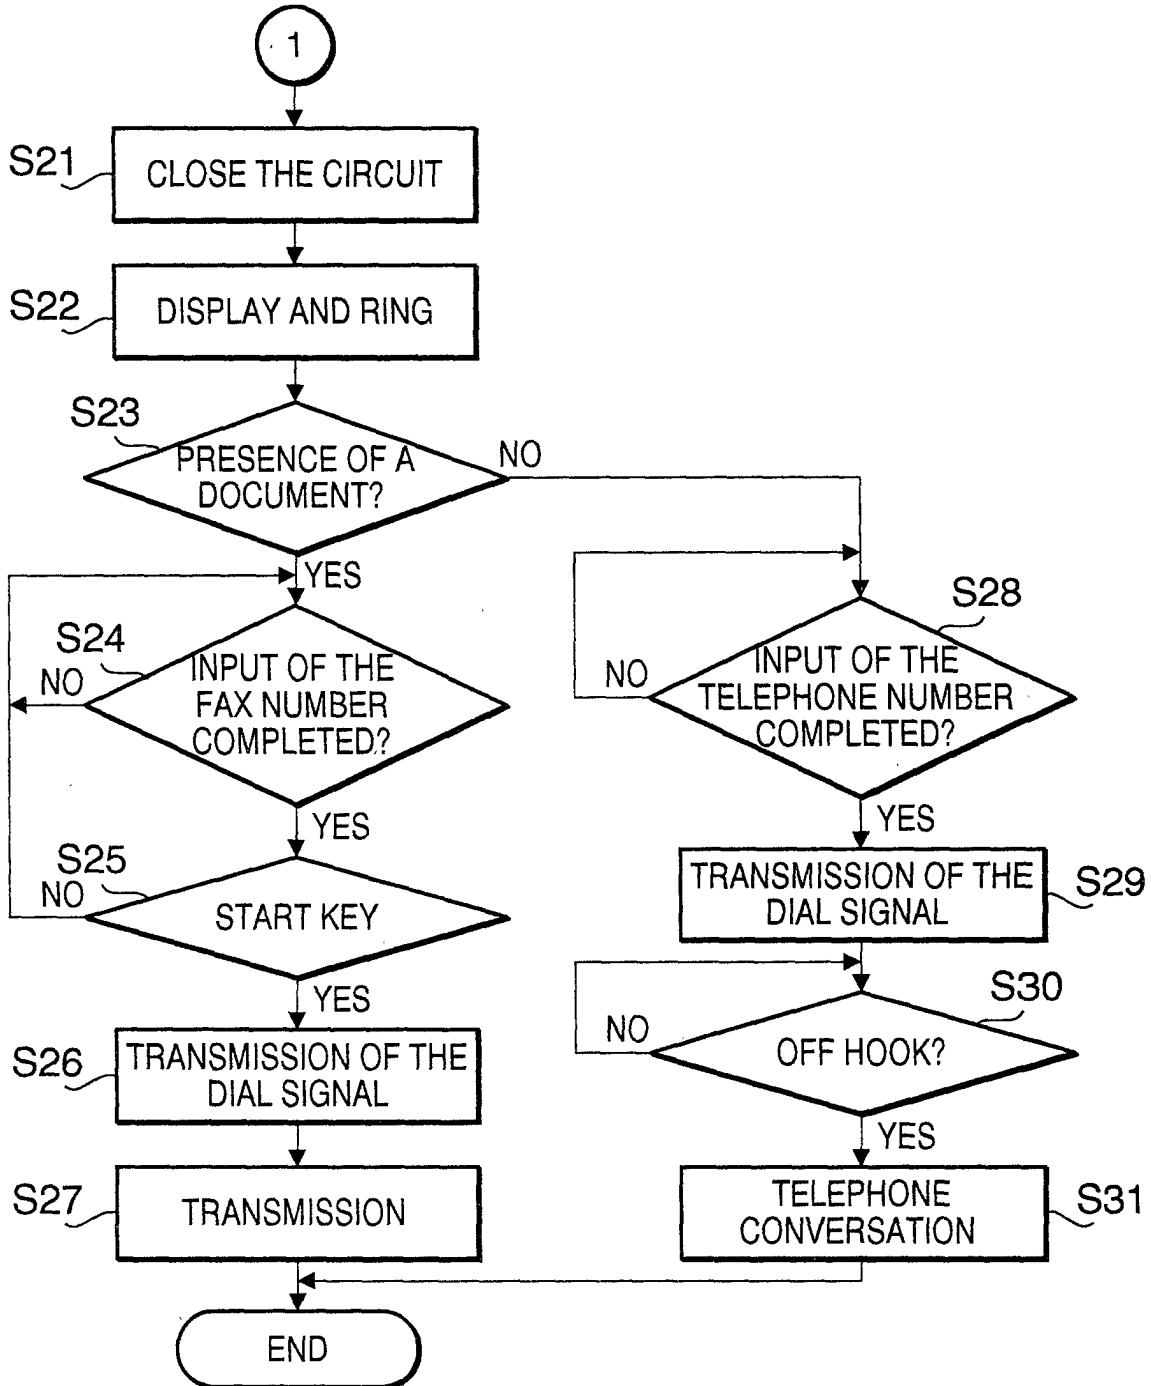 1
S21
CLOSE THE CIRCUIT
S22
DISPLAY AND RING
S23
PRESENCE OF A
DOCUMENT?
NO
YES
S24
NO
INPUT OF THE
FAX NUMBER
COMPLETED?
YES
S25
NO
START KEY
YES
S26
TRANSMISSION OF THE
DIAL SIGNAL
S27
TRANSMISSION
S28
NO
INPUT OF THE
TELEPHONE NUMBER
COMPLETED?
YES
TRANSMISSION OF THE
DIAL SIGNAL
S29
S30
NO
OFF HOOK?
YES
TELEPHONE
CONVERSATION
S31
END